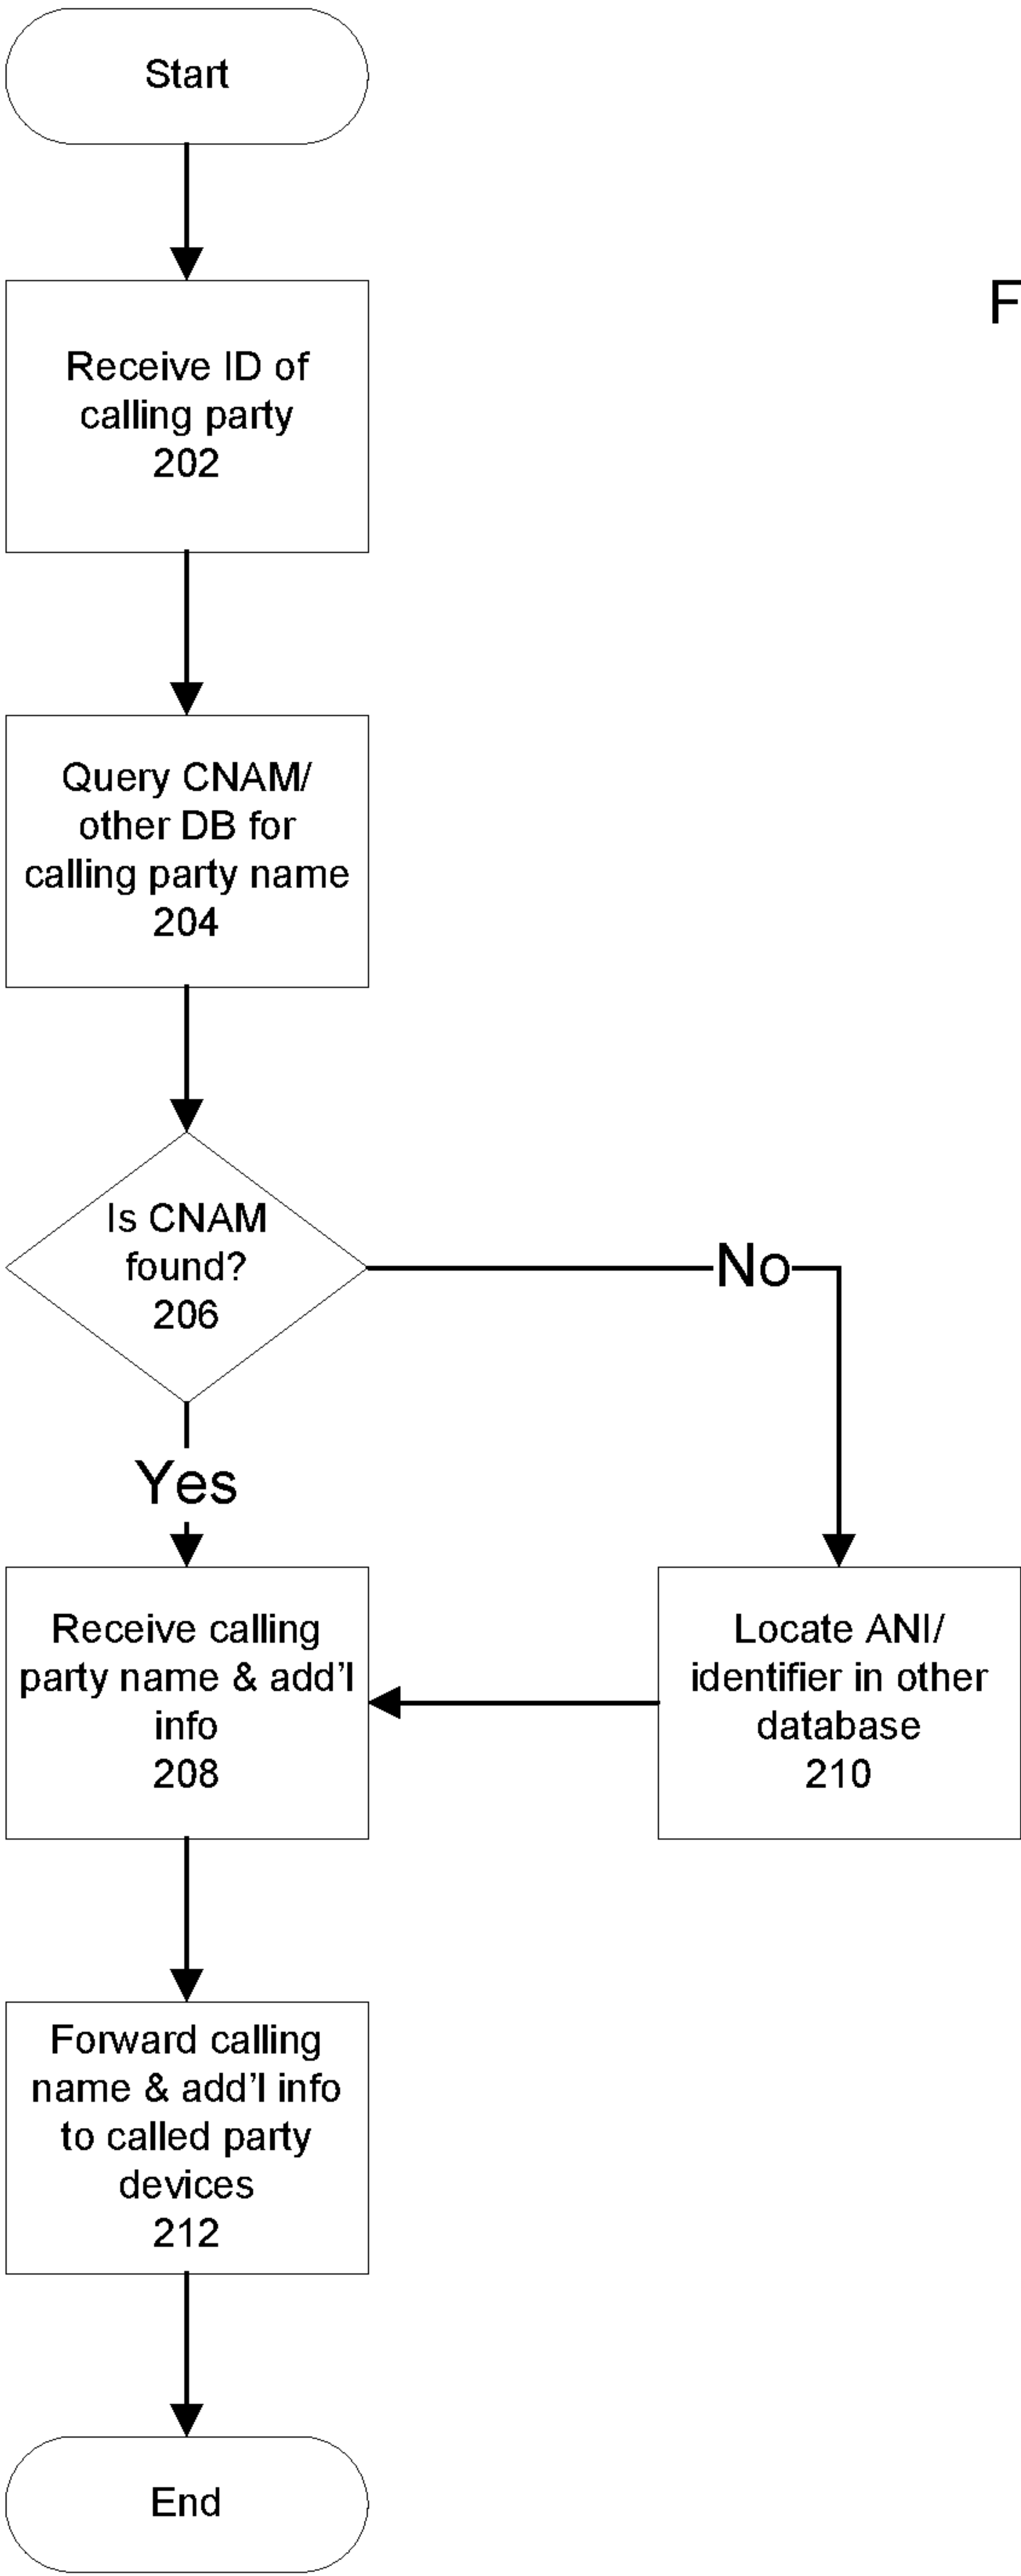 Start
F
Receive ID of
calling party
202
Query CNAM/
other DB for
calling party name
204
Is CNAM
found?
206
No
Yes
Receive calling
party name & add'l
info
208
Locate ANI/
identifier in other
database
210
Forward calling
name & add'l info
to called party
devices
212
End